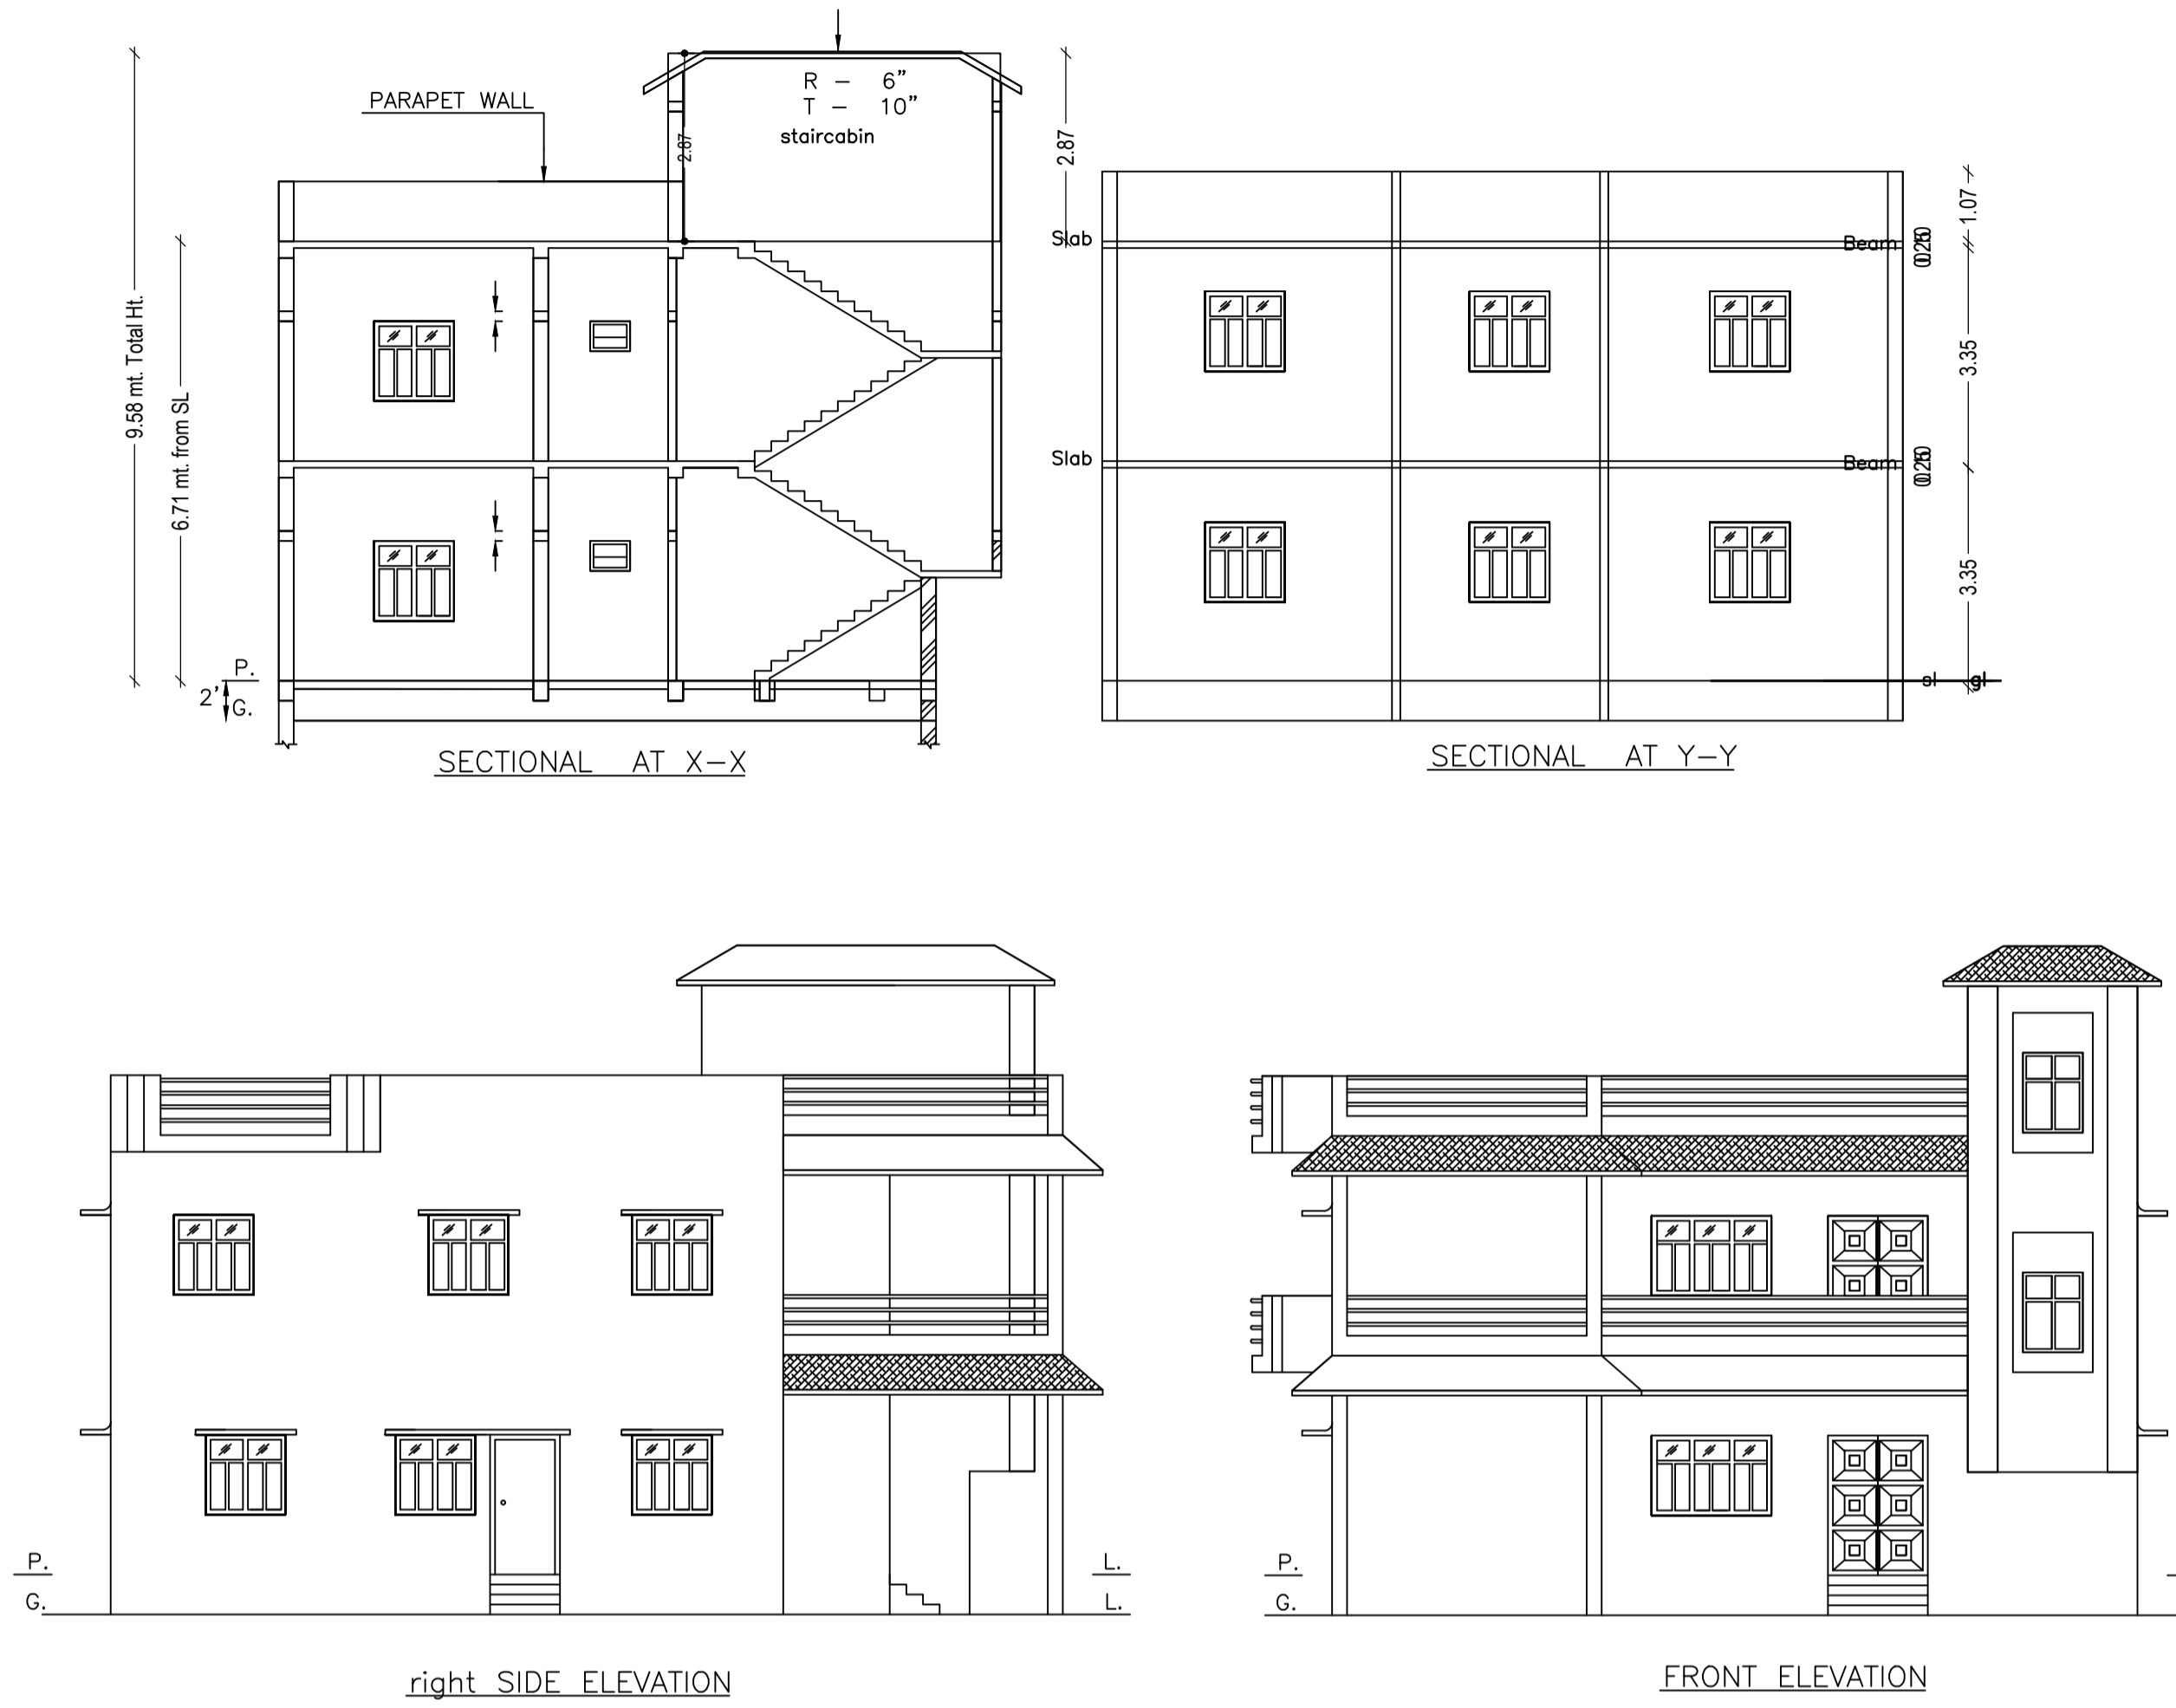 PARAPET WALL
R – 6”
T – 10”
staircabin
2.87
2.87
9.58 mt. Total Ht.
6.71 mt. from SL
P.
2’
G.
SECTIONAL AT X–X
Slab
Beam
1.07
3.35
Slab
Beam
3.35
sl
gl
SECTIONAL AT Y–Y
P.
G.
L.
L.
right SIDE ELEVATION
P.
G.
FRONT ELEVATION